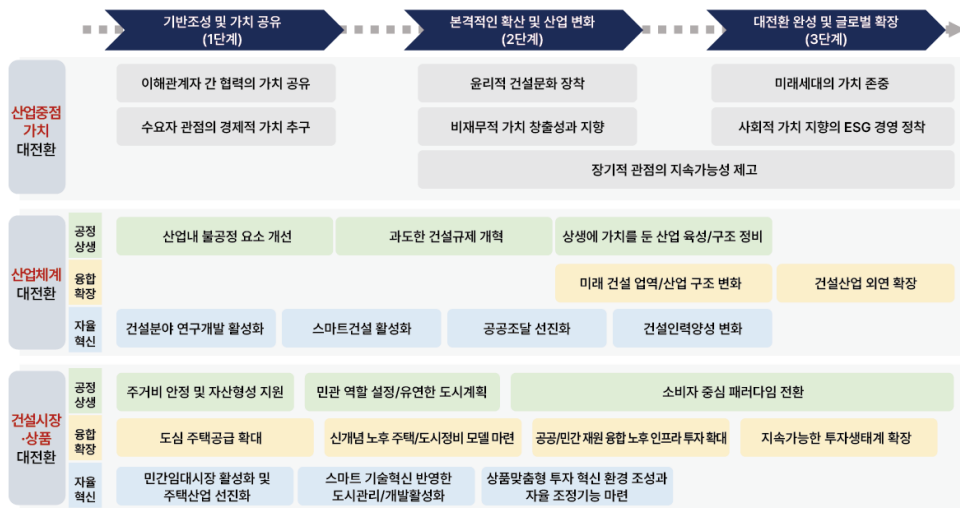 기반조성 및 가치 공유
(1단계)
본격적인 확산 및 산업 변화
(2단계)
대전환 완성 및 글로벌 확장
(3단계)
산업중점
가치
대전환
이해관계자 간 협력의 가치 공유
윤리적 건설문화 장착
미래세대의 가치 존중
수요자 관점의 경제적 가치 추구
비재무적 가치 창출성과 지향
사회적 가치 지향의 ESG 경영 정착
장기적 관점의 지속가능성 제고
산업체계
대전환
공정
상생
산업내 불공정 요소 개선
과도한 건설규제 개혁
상생에 가치를 둔 산업 육성/구조 정비
융합
확장
미래 건설 업역/산업 구조 변화
건설산업 외연 확장
자율
혁신
건설분야 연구개발 활성화
스마트건설 활성화
공공조달 선진화
건설인력양성 변화
건설시장
·상품
대전환
공정
상생
주거비 안정 및 자산형성 지원
민관 역할 설정/유연한 도시계획
소비자 중심 패러다임 전환
융합
확장
도심 주택공급 확대
신개념 노후 주택/도시정비 모델 마련
공공/민간 재원 융합 노후 인프라 투자 확대
지속가능한 투자생태계 확장
자율
혁신
민간임대시장 활성화 및
주택산업 선진화
스마트 기술혁신 반영한
도시관리/개발활성화
상품맞춤형 투자 혁신 환경 조성과
자율 조정기능 마련